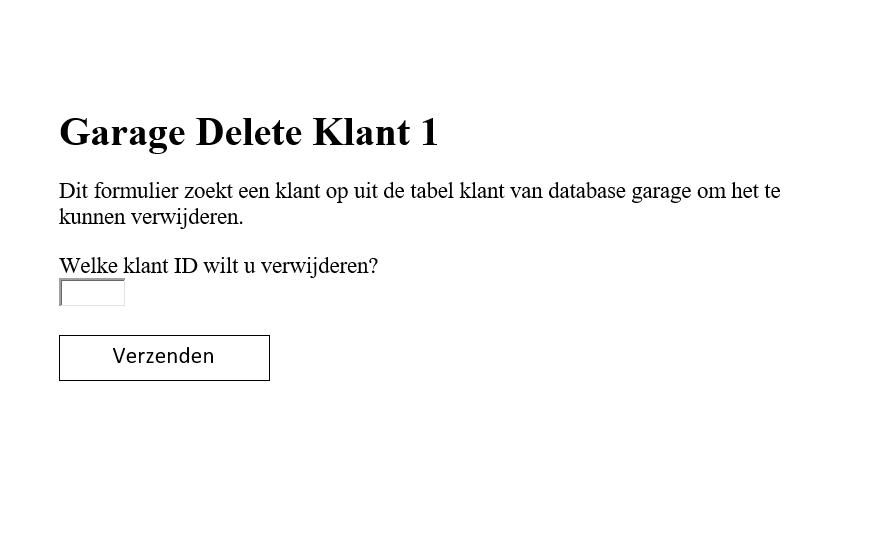 Garage Delete Klant 1
Dit formulier zoekt een klant op uit de tabel klant van database garage om het te
kunnen verwijderen.
Welke klant ID wilt u verwijderen?
Verzenden